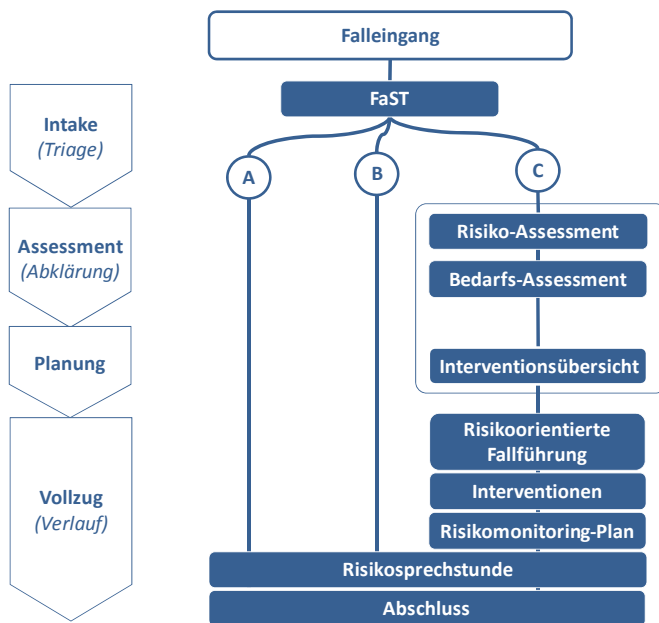 Falleingang
FaST
Intake
(Triage)
A
B
C
Assessment
(Abklärung)
Risiko-Assessment
Bedarfs-Assessment
Planung
Interventionsübersicht
Vollzug
(Verlauf)
Risikoorientierte
Fallführung
Interventionen
Risikomonitoring-Plan
Risikosprechstunde
Abschluss